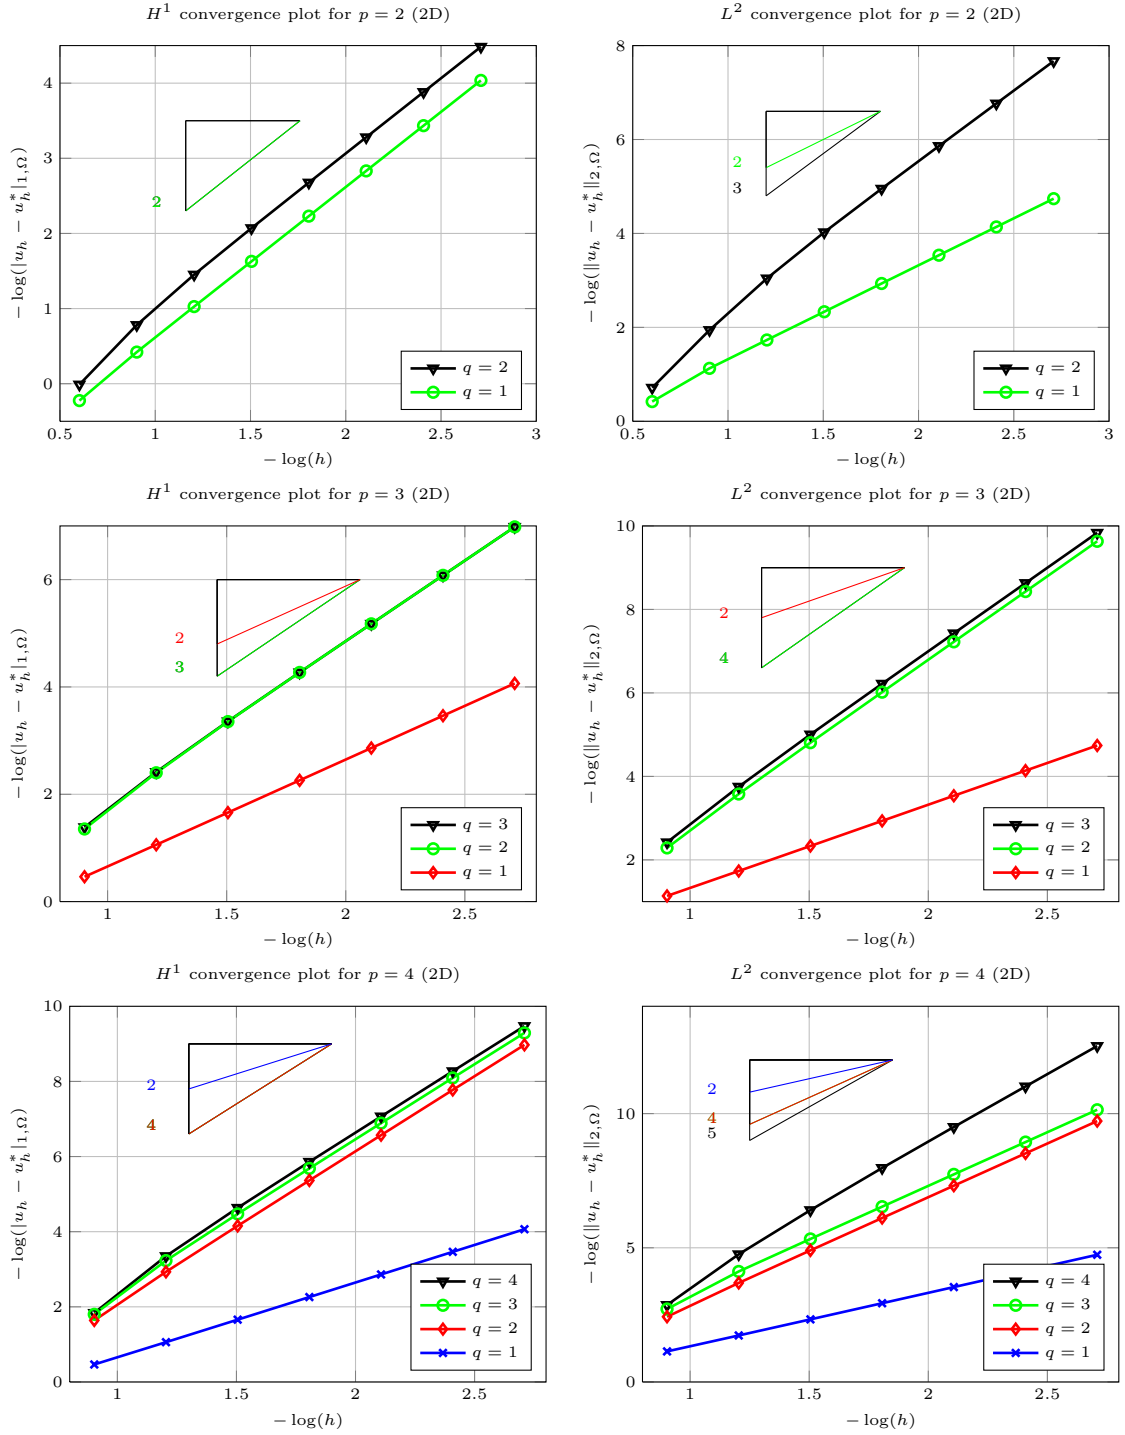 H¹ convergence plot for p = 2 (2D)
− log(|u_h − u_h^*|_{1,Ω})
4
3
2
1
0
2
q = 2
q = 1
0.5 1 1.5 2 2.5 3
− log(h)
L² convergence plot for p = 2 (2D)
− log(‖u_h − u_h^*‖_{2,Ω})
8
6
4
2
0
2
3
q = 2
q = 1
0.5 1 1.5 2 2.5 3
− log(h)
H¹ convergence plot for p = 3 (2D)
− log(|u_h − u_h^*|_{1,Ω})
6
4
2
0
2
3
q = 3
q = 2
q = 1
1 1.5 2 2.5
− log(h)
L² convergence plot for p = 3 (2D)
− log(‖u_h − u_h^*‖_{2,Ω})
10
8
6
4
2
2
4
q = 3
q = 2
q = 1
1 1.5 2 2.5
− log(h)
H¹ convergence plot for p = 4 (2D)
− log(|u_h − u_h^*|_{1,Ω})
10
8
6
4
2
0
2
4
q = 4
q = 3
q = 2
q = 1
1 1.5 2 2.5
− log(h)
L² convergence plot for p = 4 (2D)
− log(‖u_h − u_h^*‖_{2,Ω})
10
5
0
2
4
5
q = 4
q = 3
q = 2
q = 1
1 1.5 2 2.5
− log(h)